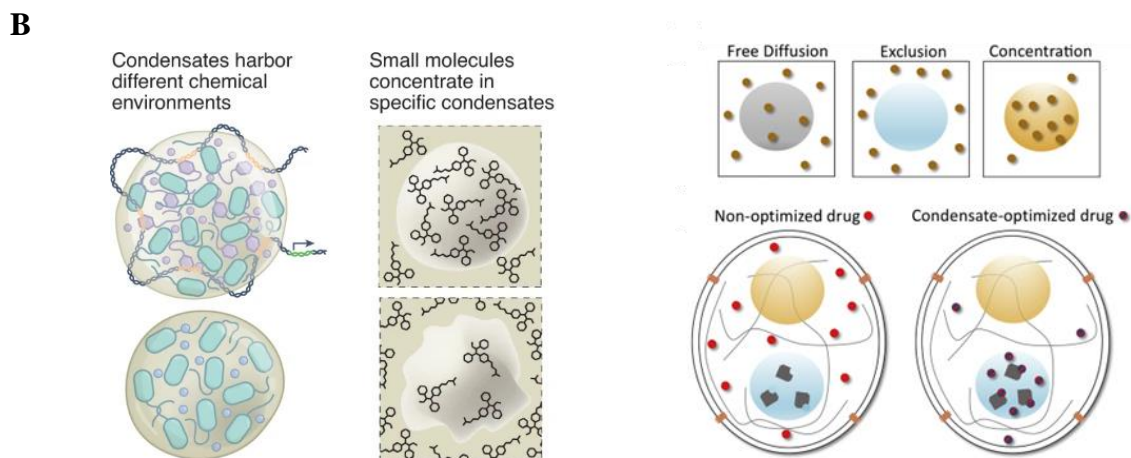 B
Condensates harbor
different chemical
environments
Small molecules
concentrate in
specific condensates
Free Diffusion
Exclusion
Concentration
Non-optimized drug
Condensate-optimized drug